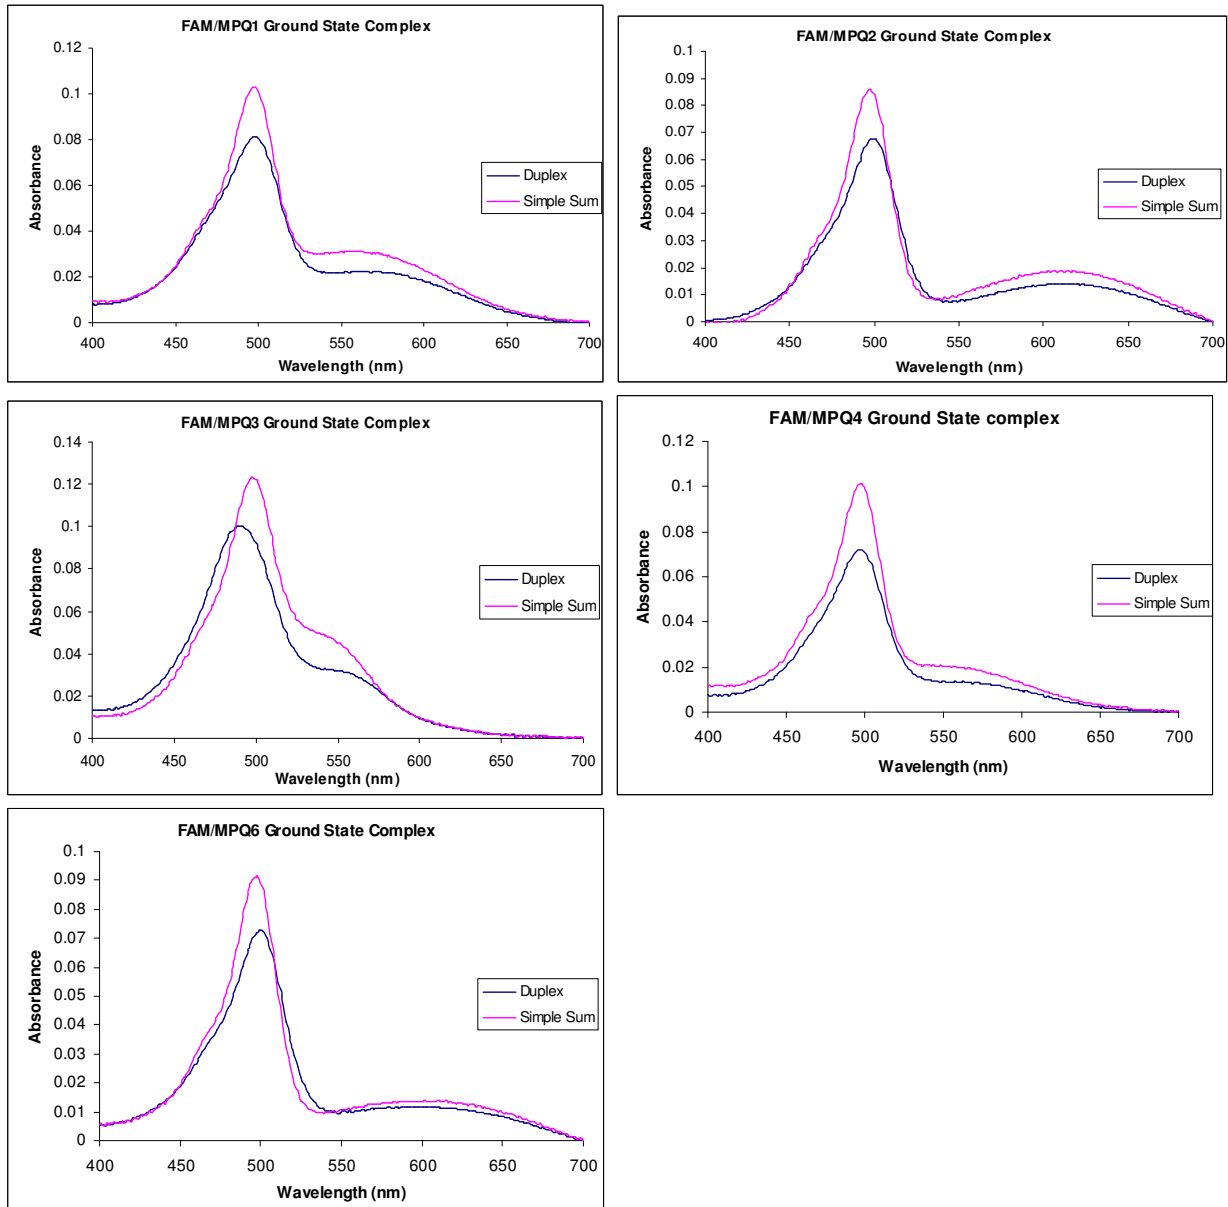 FAM/MPQ1 Ground State Complex
0.12
0.1
0.08
0.06
0.04
0.02
0
Absorbance
400 450 500 550 600 650 700
Wavelength (nm)
Duplex
Simple Sum
FAM/MPQ2 Ground State Complex
0.1
0.09
0.08
0.07
0.06
0.05
0.04
0.03
0.02
0.01
0
Absorbance
400 450 500 550 600 650 700
Wavelength (nm)
Duplex
Simple Sum
FAM/MPQ3 Ground State Complex
0.14
0.12
0.1
0.08
0.06
0.04
0.02
0
Absorbance
400 450 500 550 600 650 700
Wavelength (nm)
Duplex
Simple Sum
FAM/MPQ4 Ground State complex
0.12
0.1
0.08
0.06
0.04
0.02
0
Absorbance
400 450 500 550 600 650 700
Wavelength (nm)
Duplex
Simple Sum
FAM/MPQ6 Ground State Complex
0.1
0.09
0.08
0.07
0.06
0.05
0.04
0.03
0.02
0.01
0
Absorbance
400 450 500 550 600 650 700
Wavelength (nm)
Duplex
Simple Sum